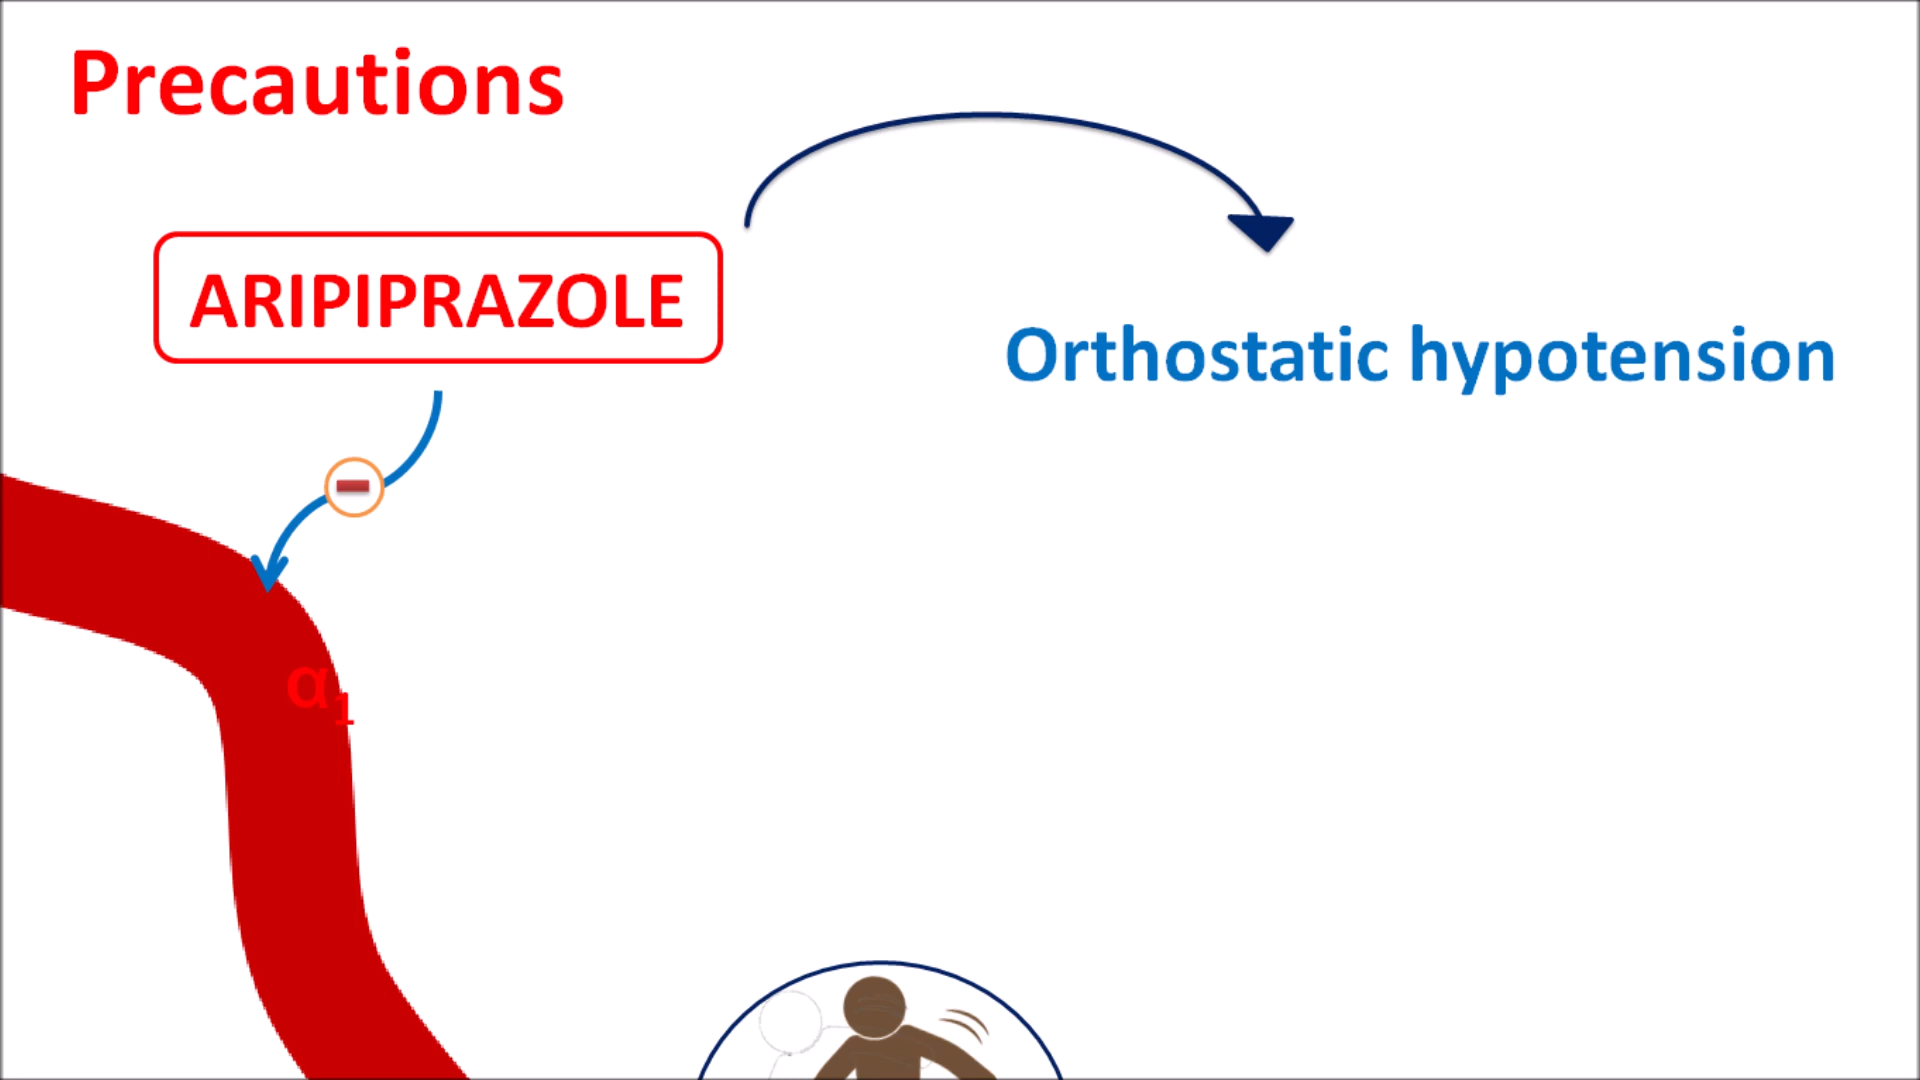 Precautions
ARIPIPRAZOLE
Orthostatic hypotension
α₁